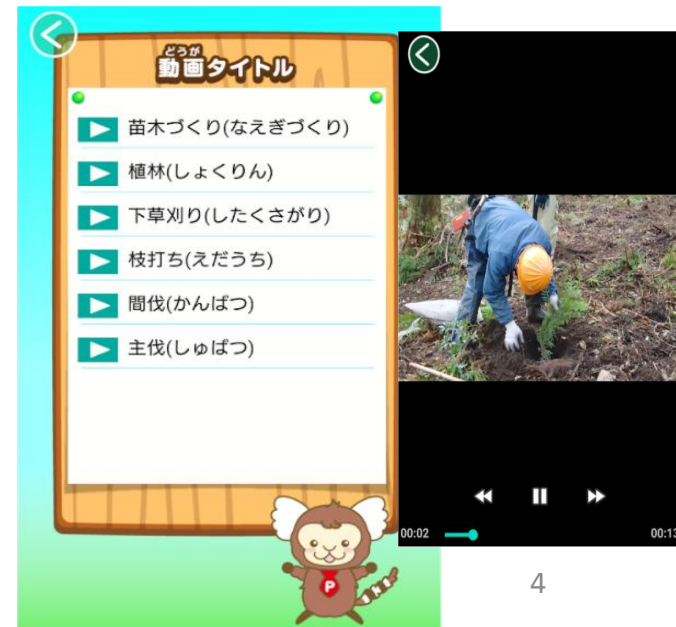 どうが
動画タイトル
苗木づくり(なえぎづくり)
植林(しょくりん)
下草刈り(したくさがり)
枝打ち(えだうち)
間伐(かんばつ)
主伐(しゅばつ)
P
00:02
00:13
4